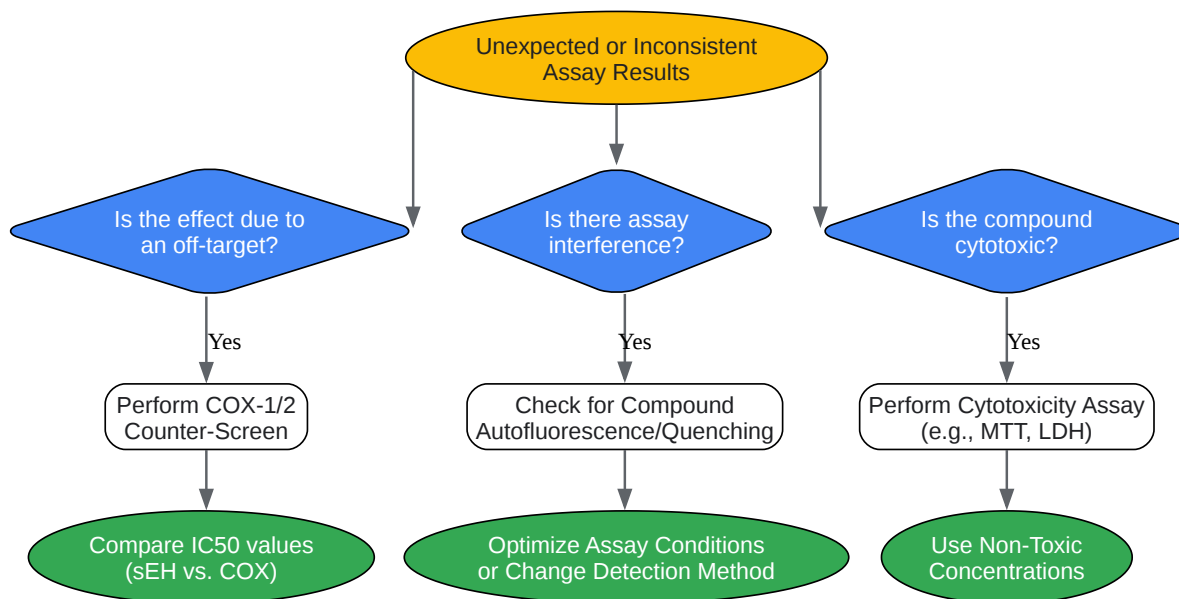 Unexpected or Inconsistent
Assay Results
Is the effect due to
an off-target?
Is there assay
interference?
Is the compound
cytotoxic?
Yes
Yes
Yes
Perform COX-1/2
Counter-Screen
Check for Compound
Autofluorescence/Quenching
Perform Cytotoxicity Assay
(e.g., MTT, LDH)
Compare IC50 values
(sEH vs. COX)
Optimize Assay Conditions
or Change Detection Method
Use Non-Toxic
Concentrations